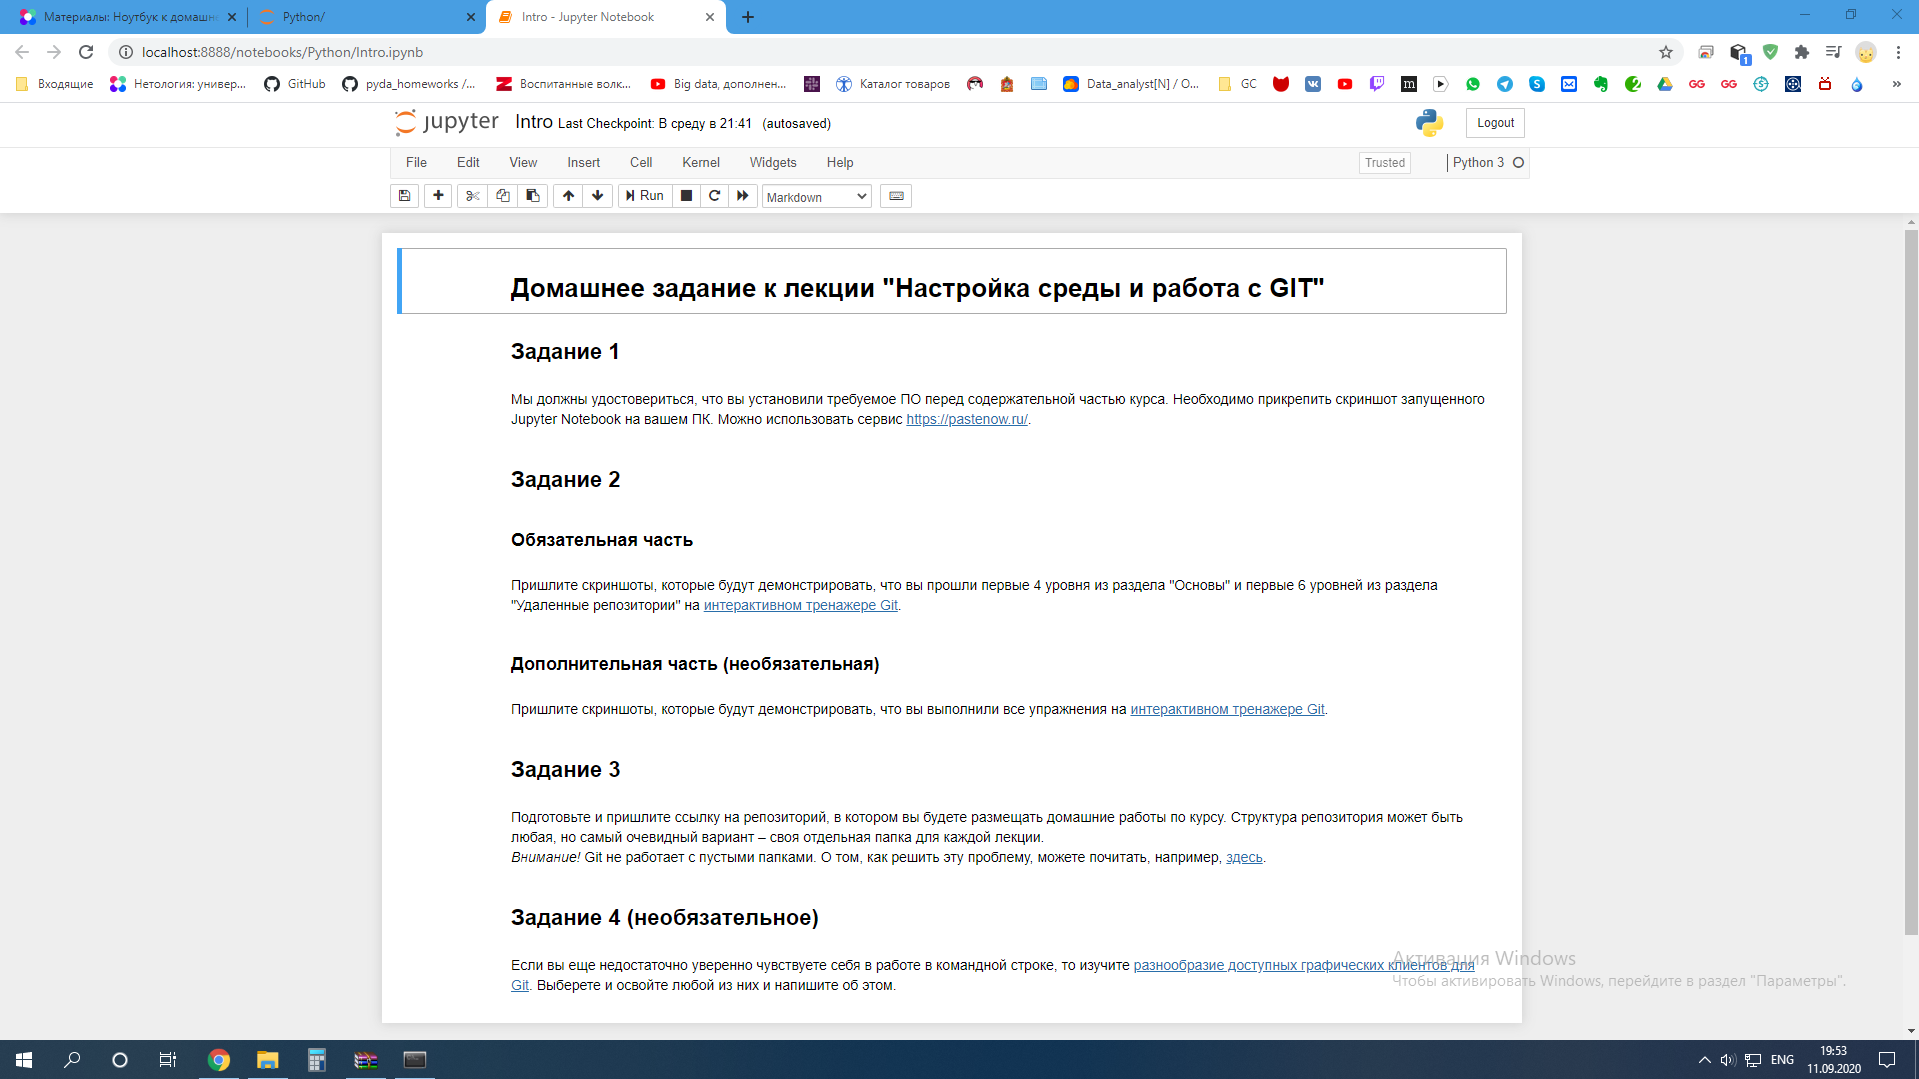 Материалы: Ноутбук к домашн
Python/
Intro - Jupyter Notebook
localhost:8888/notebooks/Python/Intro.ipynb
Входящие
Нетология: универ...
GitHub
pyda_homeworks /...
Воспитанные волк...
Big data, дополнен...
Каталог товаров
Data_analyst[N] / О...
GC
jupyter Intro Last Checkpoint: В среду в 21:41 (autosaved)
Logout
File Edit View Insert Cell Kernel Widgets Help
Trusted
Python 3
Run
Markdown
Домашнее задание к лекции "Настройка среды и работа с GIT"
Задание 1
Мы должны удостовериться, что вы установили требуемое ПО перед содержательной частью курса. Необходимо прикрепить скриншот запущенного
Jupyter Notebook на вашем ПК. Можно использовать сервис https://pastenow.ru/.
Задание 2
Обязательная часть
Пришлите скриншоты, которые будут демонстрировать, что вы прошли первые 4 уровня из раздела "Основы" и первые 6 уровней из раздела
"Удаленные репозитории" на интерактивном тренажере Git.
Дополнительная часть (необязательная)
Пришлите скриншоты, которые будут демонстрировать, что вы выполнили все упражнения на интерактивном тренажере Git.
Задание 3
Подготовьте и пришлите ссылку на репозиторий, в котором вы будете размещать домашние работы по курсу. Структура репозитория может быть
любая, но самый очевидный вариант – своя отдельная папка для каждой лекции.
Внимание! Git не работает с пустыми папками. О том, как решить эту проблему, можете почитать, например, здесь.
Задание 4 (необязательное)
Если вы еще недостаточно уверенно чувствуете себя в работе в командной строке, то изучите разнообразие доступных графических клиентов для
Git. Выберете и освойте любой из них и напишите об этом.
Активация Windows
Чтобы активировать Windows, перейдите в раздел "Параметры".
ENG
19:53
11.09.2020